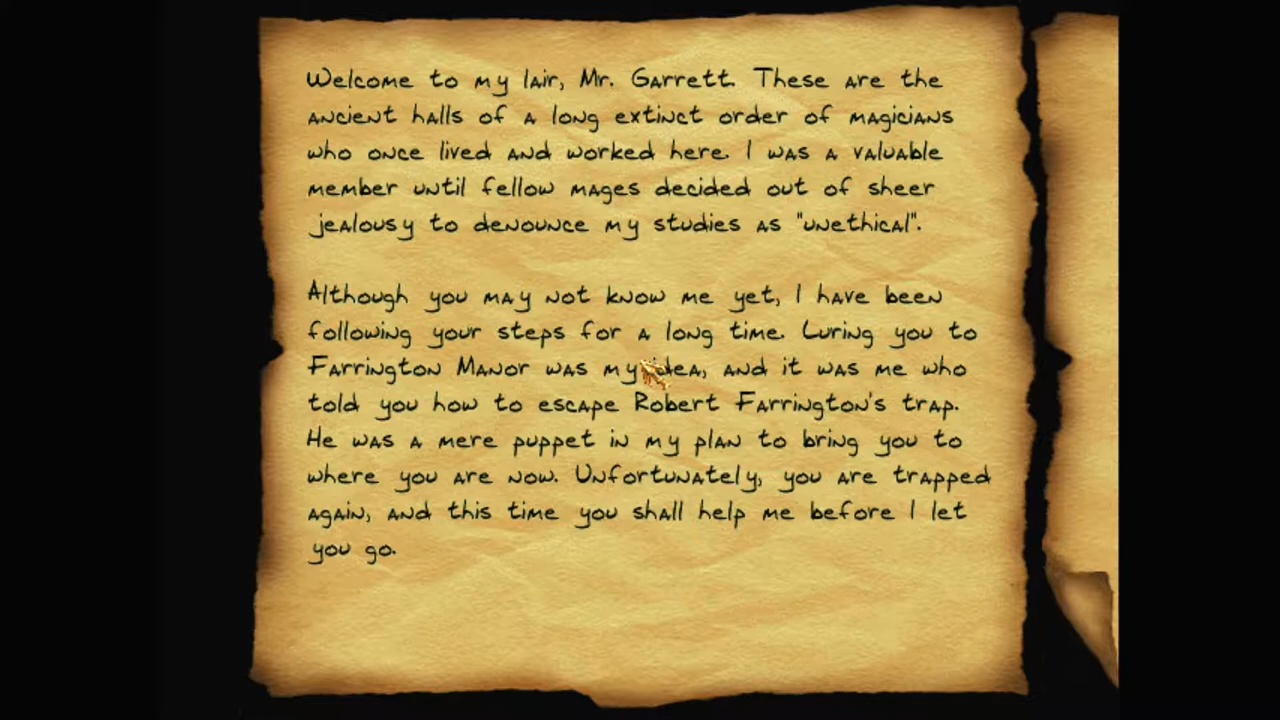 Welcome to my lair, Mr. Garrett. These are the
ancient halls of a long extinct order of magicians
who once lived and worked here. I was a valuable
member until fellow mages decided out of sheer
jealousy to denounce my studies as "unethical".
Although you may not know me yet, I have been
following your steps for a long time. Luring you to
Farrington Manor was my idea, and it was me who
told you how to escape Robert Farrington's trap.
He was a mere puppet in my plan to bring you to
where you are now. Unfortunately, you are trapped
again, and this time you shall help me before I let
you go.